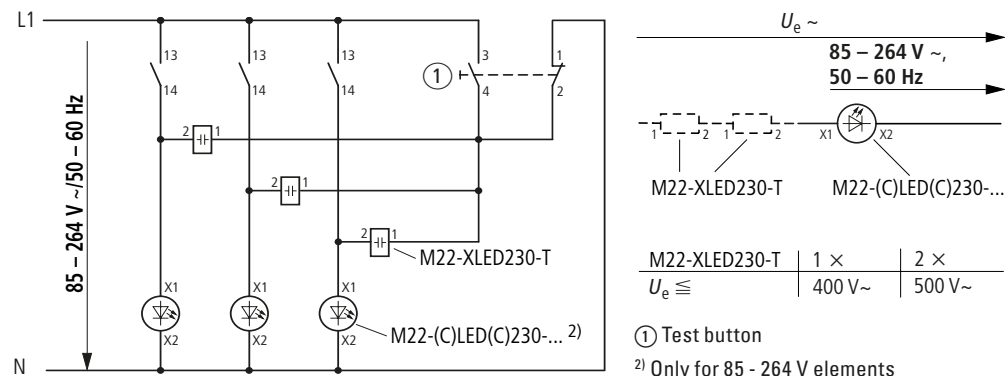 L1
13
13
13
3
1
1
14
14
14
4
2
2 1
2 1
2 1
M22-XLED230-T
85 – 264 V ~/50 – 60 Hz
X1
X1
X1
X2
X2
X2
M22-(C)LED(C)230-... 2)
N
Ue ~
85 – 264 V ~,
50 – 60 Hz
1 2 1 2 X1 X2
M22-XLED230-T M22-(C)LED(C)230-...
M22-XLED230-T 1 × 2 ×
Ue ≦ 400 V~ 500 V~
1 Test button
2) Only for 85 - 264 V elements